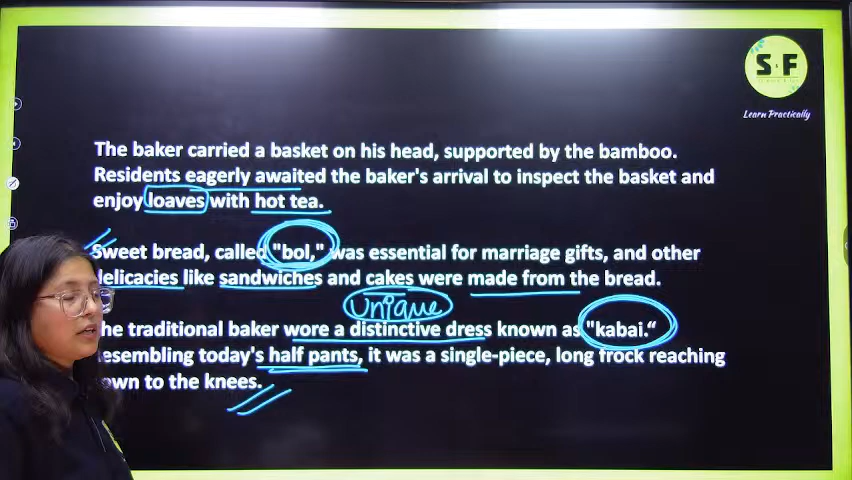 S F
Learn Practically
The baker carried a basket on his head, supported by the bamboo.
Residents eagerly awaited the baker's arrival to inspect the basket and
enjoy loaves with hot tea.
Sweet bread, called "bol," was essential for marriage gifts, and other
delicacies like sandwiches and cakes were made from the bread.
Unique
The traditional baker wore a distinctive dress known as "kabai.“
Resembling today's half pants, it was a single-piece, long frock reaching
down to the knees.